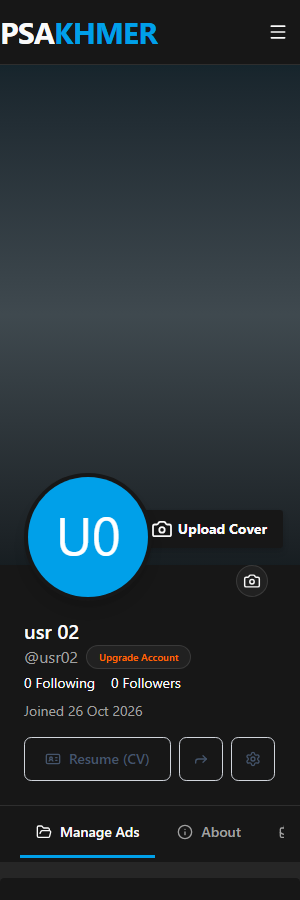 PSAKHMER
U0
Upload Cover
usr 02
@usr02 Upgrade Account
0 Following 0 Followers
Joined 26 Oct 2026
Resume (CV)
Manage Ads About